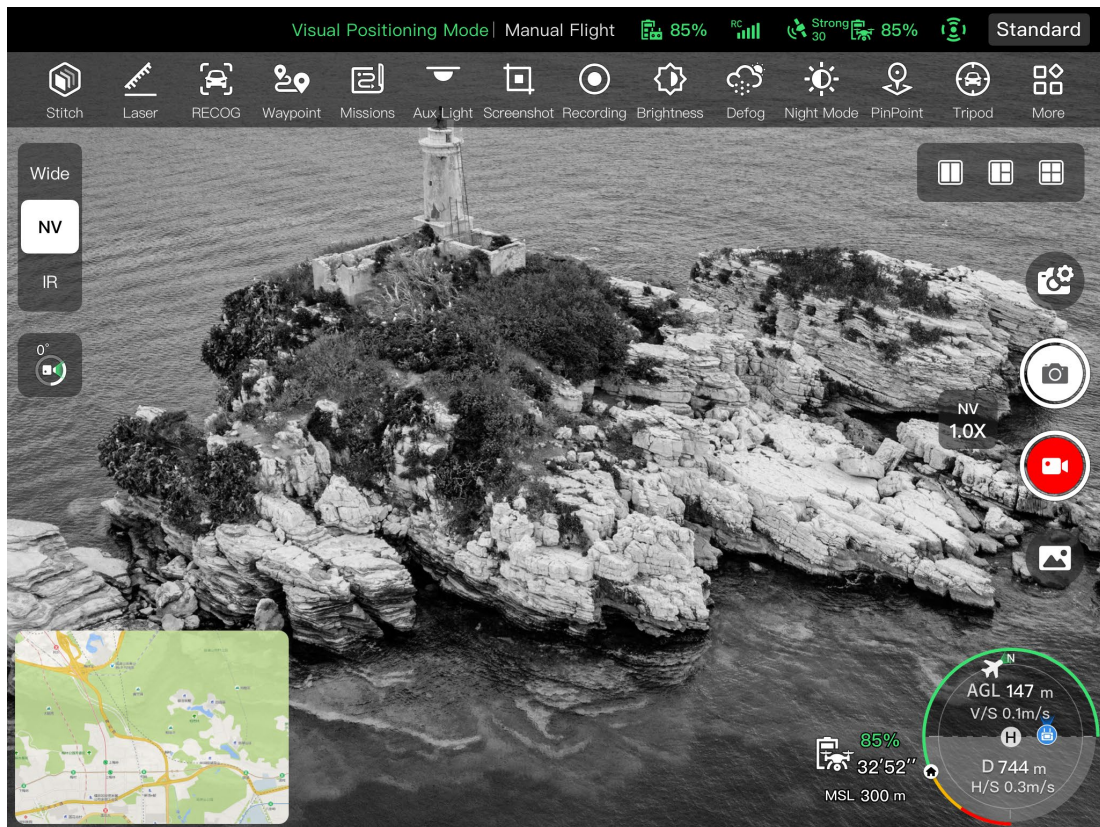 Visual Positioning Mode | Manual Flight 85% RC Strong 30 85% Standard
Stitch Laser RECOG Waypoint Missions Aux Light Screenshot Recording Brightness Defog Night Mode PinPoint Tripod More
Wide
NV
IR
0°
NV
1.0X
N
AGL 147 m
V/S 0.1m/s
H
D 744 m
H/S 0.3m/s
85%
32'52''
MSL 300 m